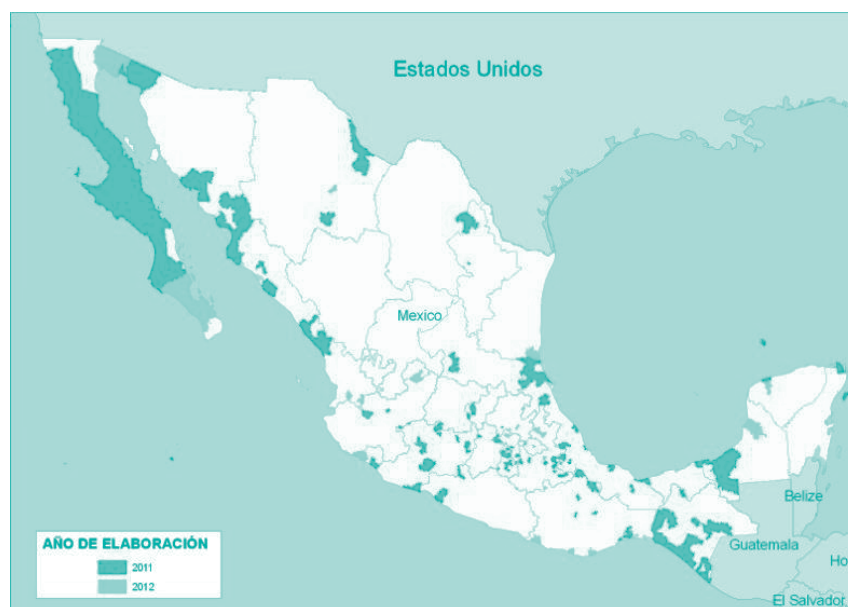 Estados Unidos
Mexico
Belize
Guatemala
Ho
El Salvador
AÑO DE ELABORACIÓN
2011
2012